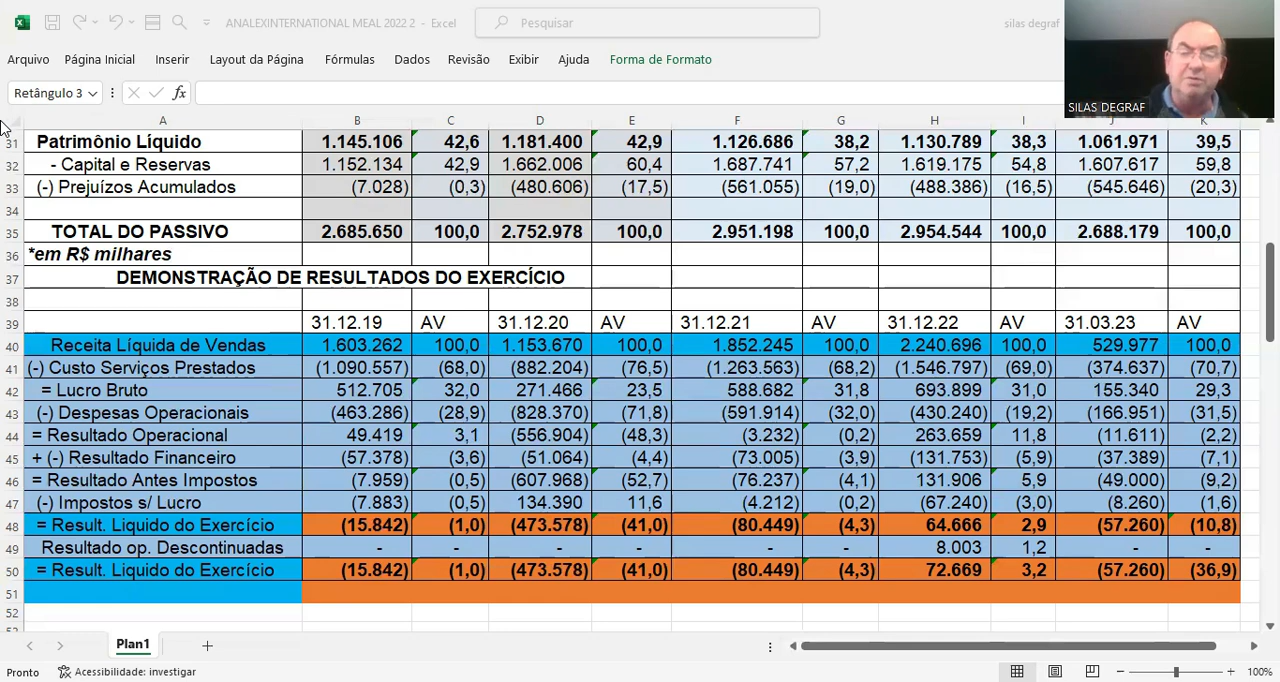 ANALEXINTERNATIONAL MEAL 2022 2 - Excel
Pesquisar
silas degraf
Arquivo Página Inicial Inserir Layout da Página Fórmulas Dados Revisão Exibir Ajuda Forma de Formato
SILAS DEGRAF
Retângulo 3 fx
A B C D E F G H I J K
31 Patrimônio Líquido 1.145.106 42,6 1.181.400 42,9 1.126.686 38,2 1.130.789 38,3 1.061.971 39,5
32 - Capital e Reservas 1.152.134 42,9 1.662.006 60,4 1.687.741 57,2 1.619.175 54,8 1.607.617 59,8
33 (-) Prejuízos Acumulados (7.028) (0,3) (480.606) (17,5) (561.055) (19,0) (488.386) (16,5) (545.646) (20,3)
34
35 TOTAL DO PASSIVO 2.685.650 100,0 2.752.978 100,0 2.951.198 100,0 2.954.544 100,0 2.688.179 100,0
36 *em R$ milhares
37 DEMONSTRAÇÃO DE RESULTADOS DO EXERCÍCIO
38
39 31.12.19 AV 31.12.20 AV 31.12.21 AV 31.12.22 AV 31.03.23 AV
40 Receita Líquida de Vendas 1.603.262 100,0 1.153.670 100,0 1.852.245 100,0 2.240.696 100,0 529.977 100,0
41 (-) Custo Serviços Prestados (1.090.557) (68,0) (882.204) (76,5) (1.263.563) (68,2) (1.546.797) (69,0) (374.637) (70,7)
42 = Lucro Bruto 512.705 32,0 271.466 23,5 588.682 31,8 693.899 31,0 155.340 29,3
43 (-) Despesas Operacionais (463.286) (28,9) (828.370) (71,8) (591.914) (32,0) (430.240) (19,2) (166.951) (31,5)
44 = Resultado Operacional 49.419 3,1 (556.904) (48,3) (3.232) (0,2) 263.659 11,8 (11.611) (2,2)
45 + (-) Resultado Financeiro (57.378) (3,6) (51.064) (4,4) (73.005) (3,9) (131.753) (5,9) (37.389) (7,1)
46 = Resultado Antes Impostos (7.959) (0,5) (607.968) (52,7) (76.237) (4,1) 131.906 5,9 (49.000) (9,2)
47 (-) Impostos s/ Lucro (7.883) (0,5) 134.390 11,6 (4.212) (0,2) (67.240) (3,0) (8.260) (1,6)
48 = Result. Liquido do Exercício (15.842) (1,0) (473.578) (41,0) (80.449) (4,3) 64.666 2,9 (57.260) (10,8)
49 Resultado op. Descontinuadas - - - - - - 8.003 1,2 - -
50 = Result. Liquido do Exercício (15.842) (1,0) (473.578) (41,0) (80.449) (4,3) 72.669 3,2 (57.260) (36,9)
51
52
Plan1
Pronto Acessibilidade: investigar 100%